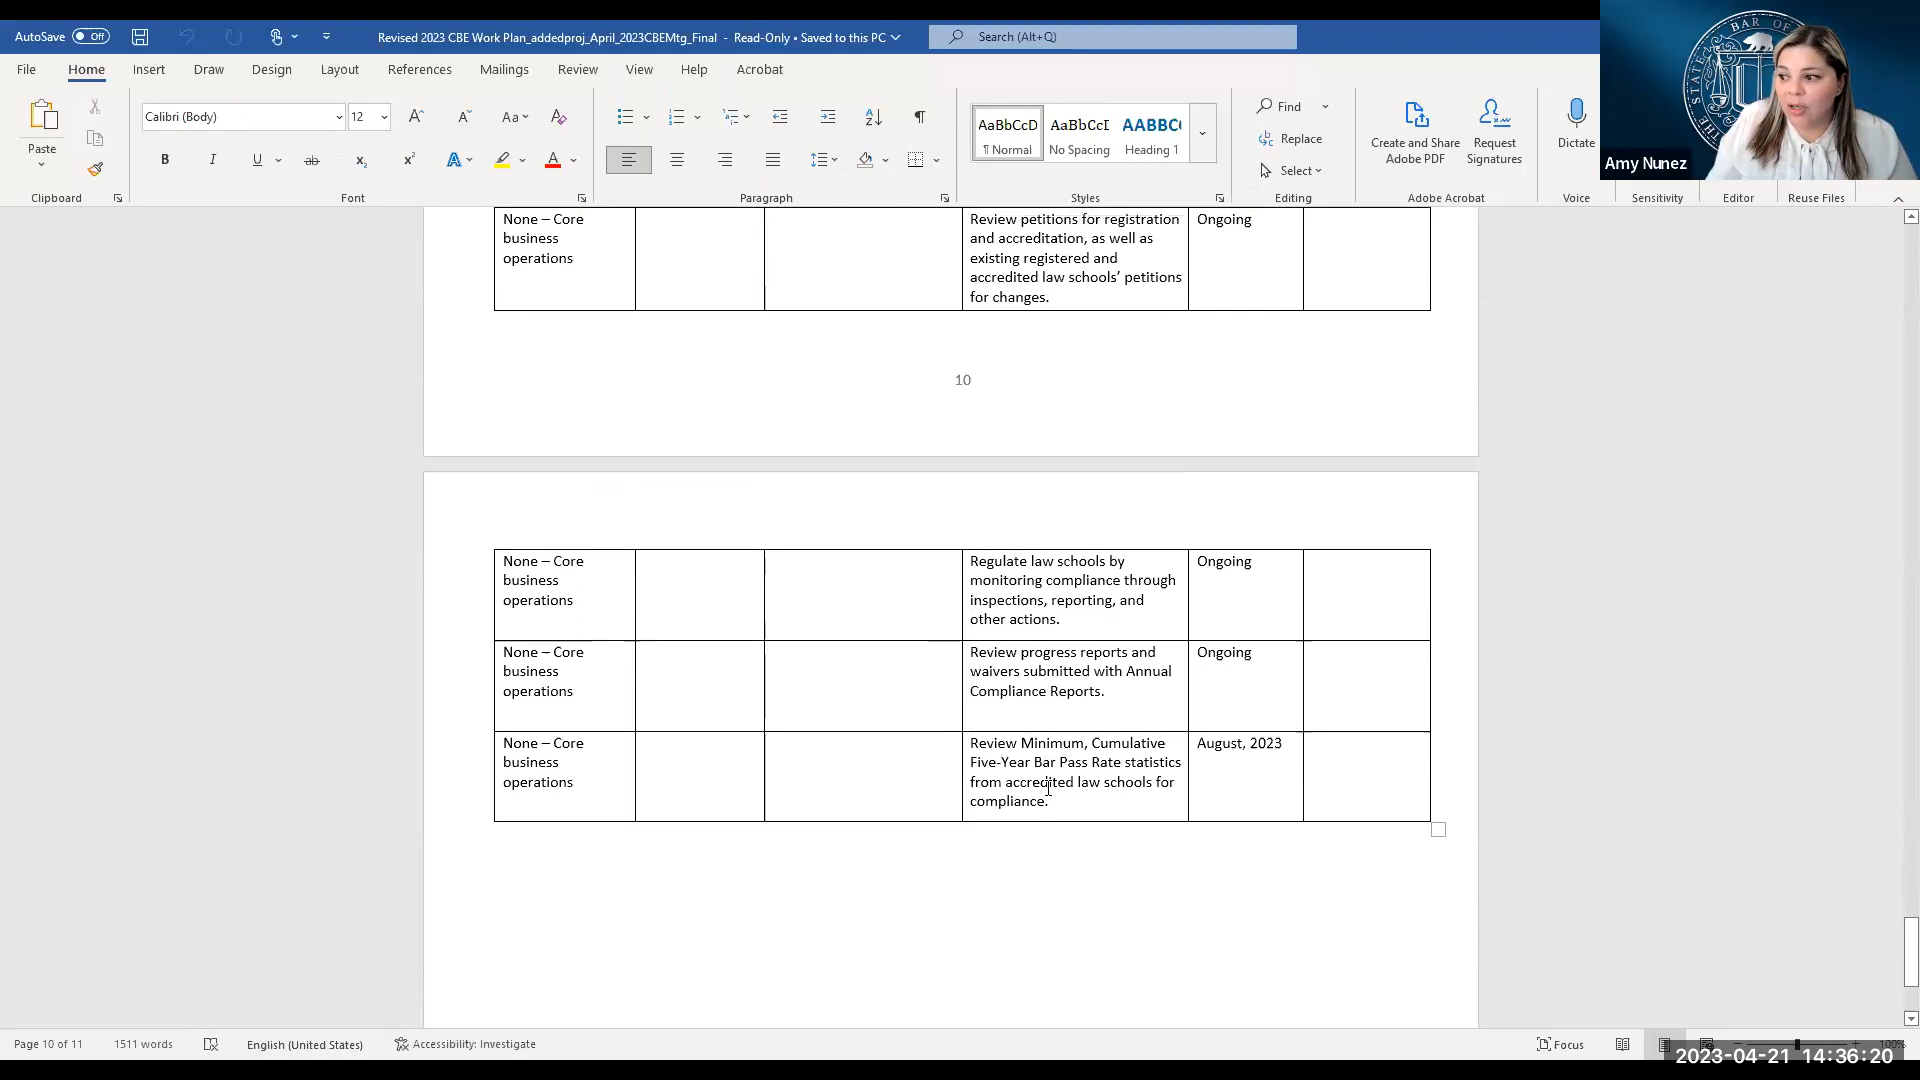 AutoSave Off
Revised 2023 CBE Work Plan_addedproj_April_2023CBEMtg_Final - Read-Only • Saved to this PC
Search (Alt+Q)
File Home Insert Draw Design Layout References Mailings Review View Help Acrobat
Paste
Clipboard
Calibri (Body) 12
Font
Paragraph
AaBbCcD AaBbCcI AABBC
¶ Normal No Spacing Heading 1
Styles
Find
Replace
Select
Editing
Create and Share
Adobe PDF
Request
Signatures
Adobe Acrobat
Dictate
Voice
Sensitivity
Editor
Reuse Files
THE STATE BAR OF
Amy Nunez
None – Core
business
operations
Review petitions for registration
and accreditation, as well as
existing registered and
accredited law schools’ petitions
for changes.
Ongoing
10
None – Core
business
operations
Regulate law schools by
monitoring compliance through
inspections, reporting, and
other actions.
Ongoing
None – Core
business
operations
Review progress reports and
waivers submitted with Annual
Compliance Reports.
Ongoing
None – Core
business
operations
Review Minimum, Cumulative
Five-Year Bar Pass Rate statistics
from accredited law schools for
compliance.
August, 2023
Page 10 of 11 1511 words English (United States) Accessibility: Investigate
Focus
100%
2023-04-21 14:36:20